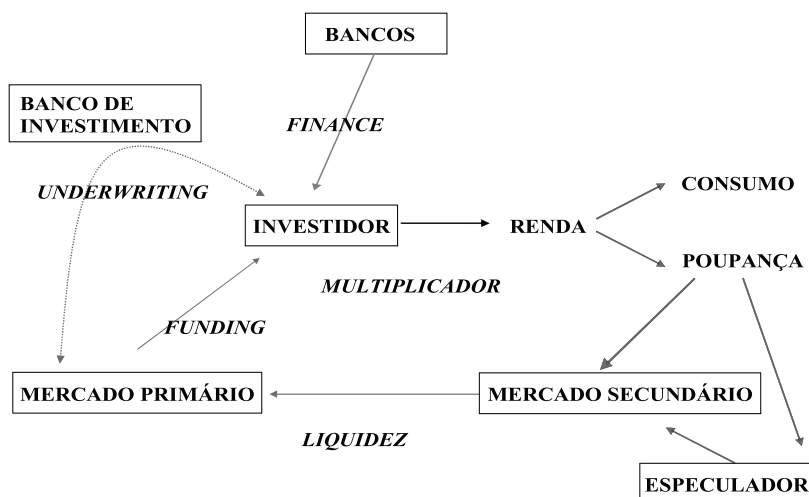 BANCOS
BANCO DE
INVESTIMENTO
FINANCE
UNDERWRITING
CONSUMO
INVESTIDOR
RENDA
POUPANÇA
MULTIPLICADOR
FUNDING
MERCADO PRIMÁRIO
MERCADO SECUNDÁRIO
LIQUIDEZ
ESPECULADOR